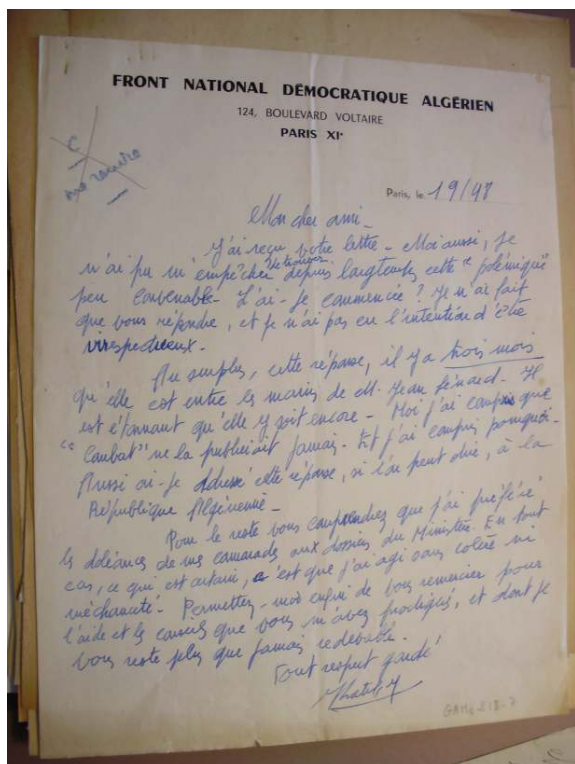 FRONT NATIONAL DÉMOCRATIQUE ALGÉRIEN
124, BOULEVARD VOLTAIRE
PARIS XIe
C
Paris, le 1 9/47
Mon cher ami -
J'ai reçu votre lettre - Moi aussi, je
n'ai pu m'empêcher de trouver depuis longtemps cette "polémique
peu convenable - L'ai-je commencée ? Je n'ai fait
que vous répondre, et je n'ai pas eu l'intention d'être
irrespectueux.
Au surplus, cette réponse, il y a trois mois
qu'elle est entre les mains de M. Jean Sénard. Il
est étonnant qu'elle y soit encore - Moi j'ai compris que
"Combat" ne la publierait jamais. Et j'ai compris pourquoi.
Aussi ai-je adressé cette réponse, si l'on peut dire, à la
République Algérienne -
Pour le reste vous comprendrez que j'ai préféré
les doléances de mes camarades aux dossiers du Ministère. En tout
cas, ce qui est certain, c'est que j'ai agi sans colère ni
méchanceté - Permettez-moi enfin de vous remercier pour
l'aide et les conseils que vous m'avez prodigués, et dont je
vous reste plus que jamais redevable.
Tout respect gardé
Kateb Y